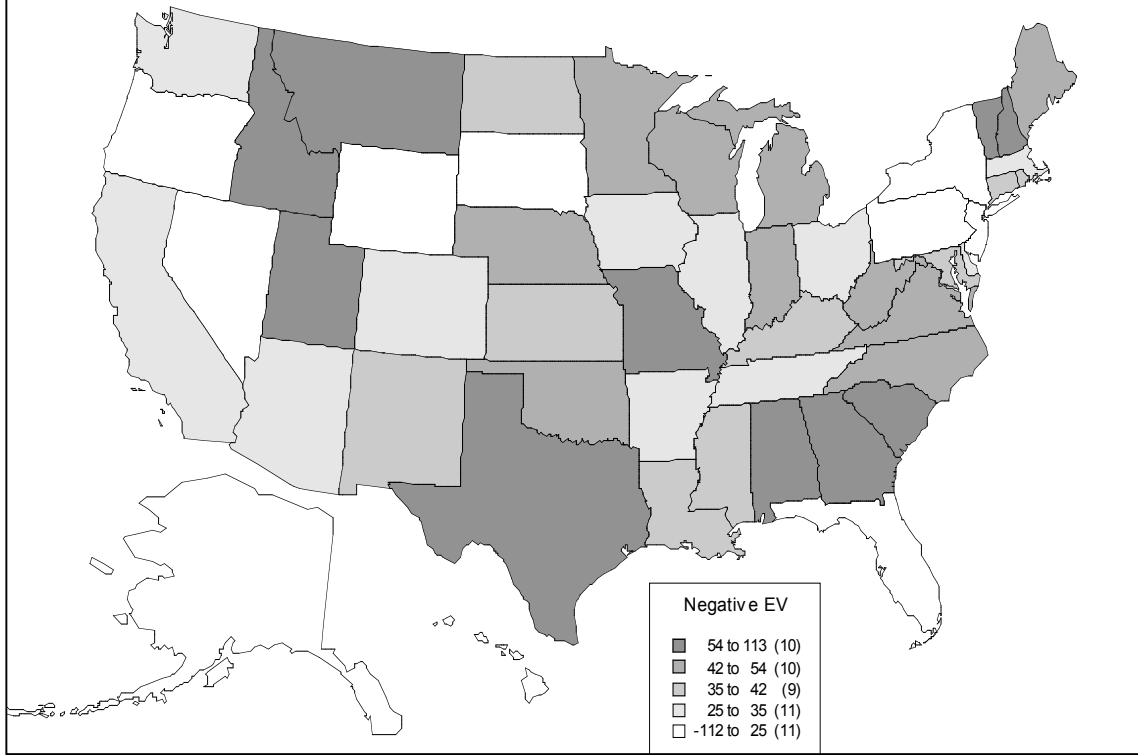 Negative EV
54 to 113 (10)
42 to 54 (10)
35 to 42 (9)
25 to 35 (11)
-112 to 25 (11)